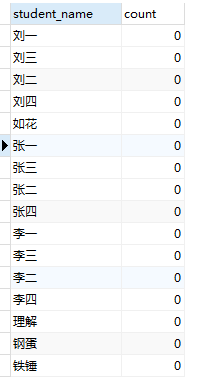 student_name count
刘一 0
刘三 0
刘二 0
刘四 0
如花 0
张一 0
张三 0
张二 0
张四 0
李一 0
李三 0
李二 0
李四 0
理解 0
钢蛋 0
铁锤 0